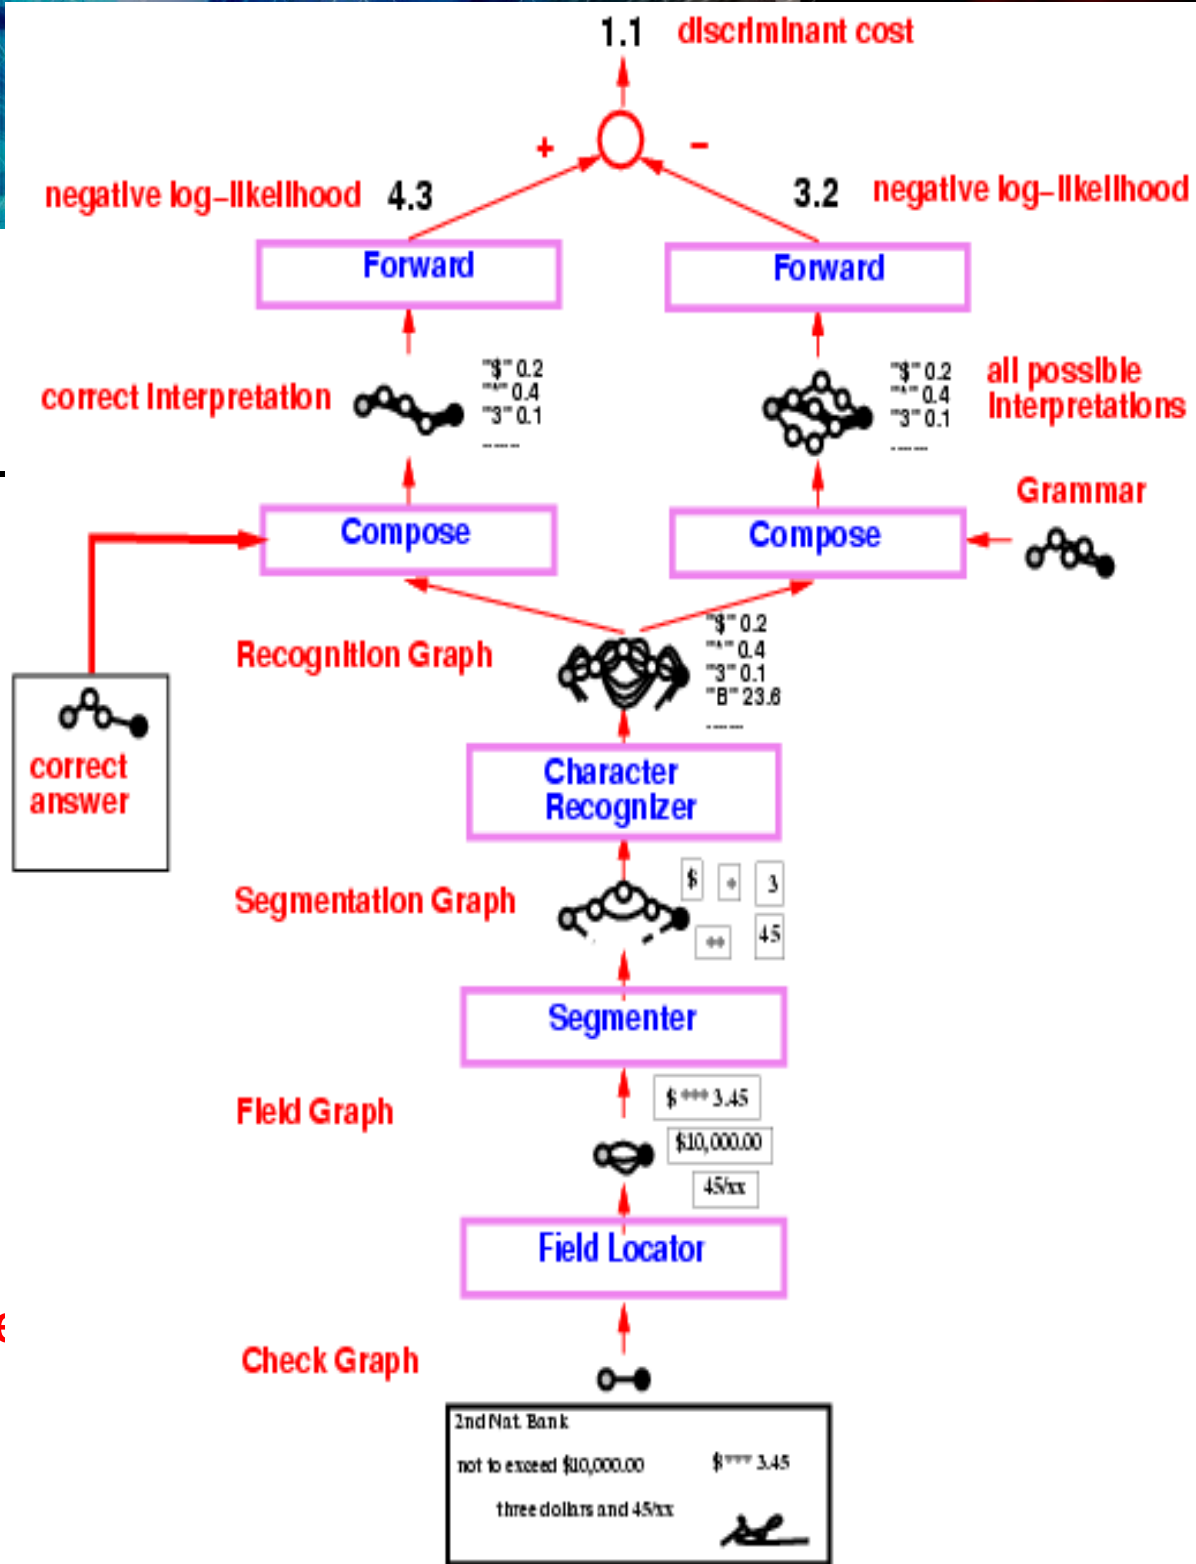 1.1 discriminant cost
+ -
negative log-likelihood 4.3
3.2 negative log-likelihood
Forward
Forward
correct Interpretation
"$" 0.2
"*" 0.4
"3" 0.1
------
"$" 0.2
"*" 0.4
"3" 0.1
------
all possible
Interpretations
Grammar
Compose
Compose
Recognition Graph
"$" 0.2
"*" 0.4
"3" 0.1
"B" 23.6
------
correct
answer
Character
Recognizer
Segmentation Graph
$ * 3
** 45
Segmenter
Field Graph
$ *** 3.45
$10,000.00
45/xx
Field Locator
Check Graph
2nd Nat. Bank
not to exceed $10,000.00 $*** 3.45
three dollars and 45/xx